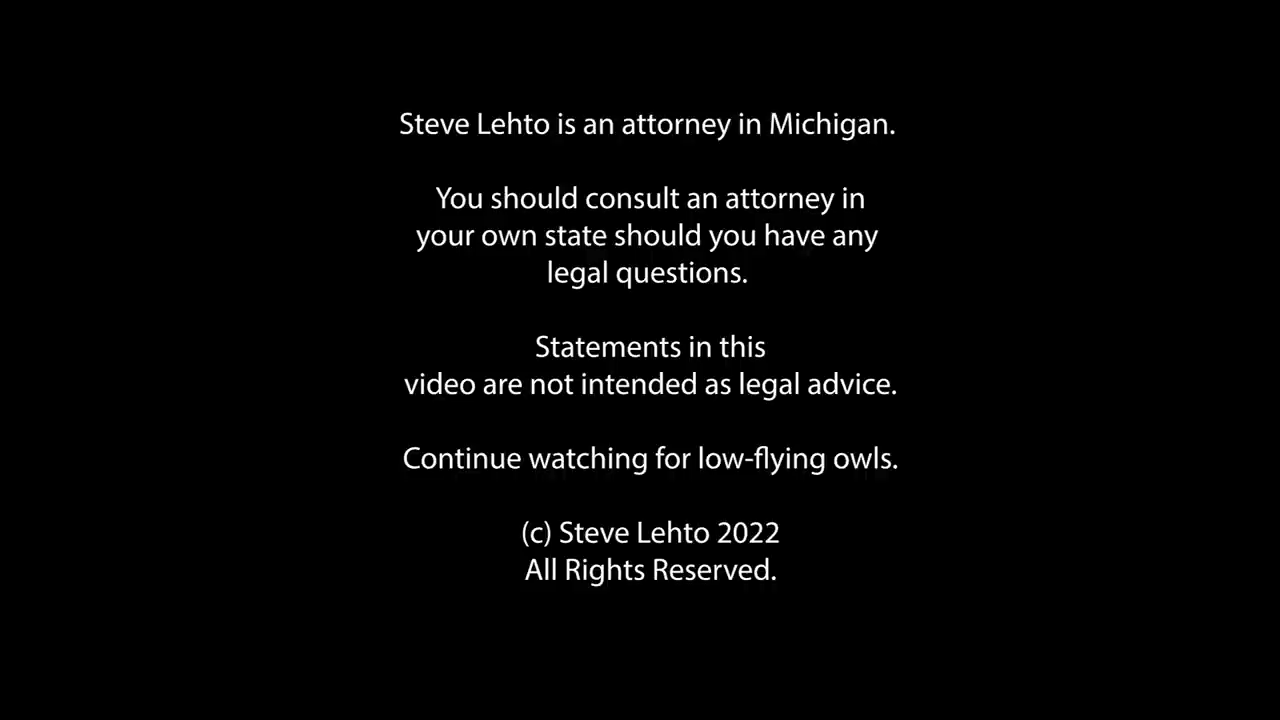 Steve Lehto is an attorney in Michigan.
You should consult an attorney in
your own state should you have any
legal questions.
Statements in this
video are not intended as legal advice.
Continue watching for low-flying owls.
(c) Steve Lehto 2022
All Rights Reserved.